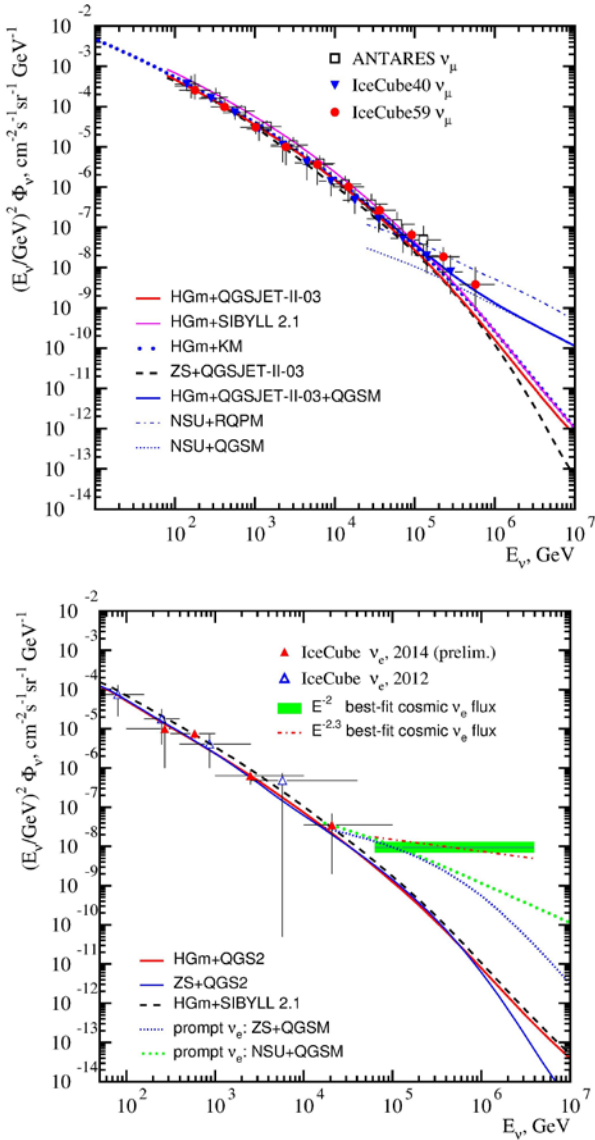 10 -2
10 -3
10 -4
10 -5
10 -6
10 -7
10 -8
10 -9
10 -10
10 -11
10 -12
10 -13
10 -14
(Eν/GeV)² Φν, cm⁻²s⁻¹sr⁻¹ GeV⁻¹
ANTARES νμ
IceCube40 νμ
IceCube59 νμ
HGm+QGSJET-II-03
HGm+SIBYLL 2.1
HGm+KM
ZS+QGSJET-II-03
HGm+QGSJET-II-03+QGSM
NSU+RQPM
NSU+QGSM
10² 10³ 10⁴ 10⁵ 10⁶ 10⁷
Eν, GeV
10 -2
10 -3
10 -4
10 -5
10 -6
10 -7
10 -8
10 -9
10 -10
10 -11
10 -12
10 -13
10 -14
(Eν/GeV)² Φν, cm⁻²s⁻¹sr⁻¹ GeV⁻¹
IceCube νe, 2014 (prelim.)
IceCube νe, 2012
E⁻² best-fit cosmic νe flux
E⁻²·³ best-fit cosmic νe flux
HGm+QGS2
ZS+QGS2
HGm+SIBYLL 2.1
prompt νe: ZS+QGSM
prompt νe: NSU+QGSM
10² 10³ 10⁴ 10⁵ 10⁶ 10⁷
Eν, GeV